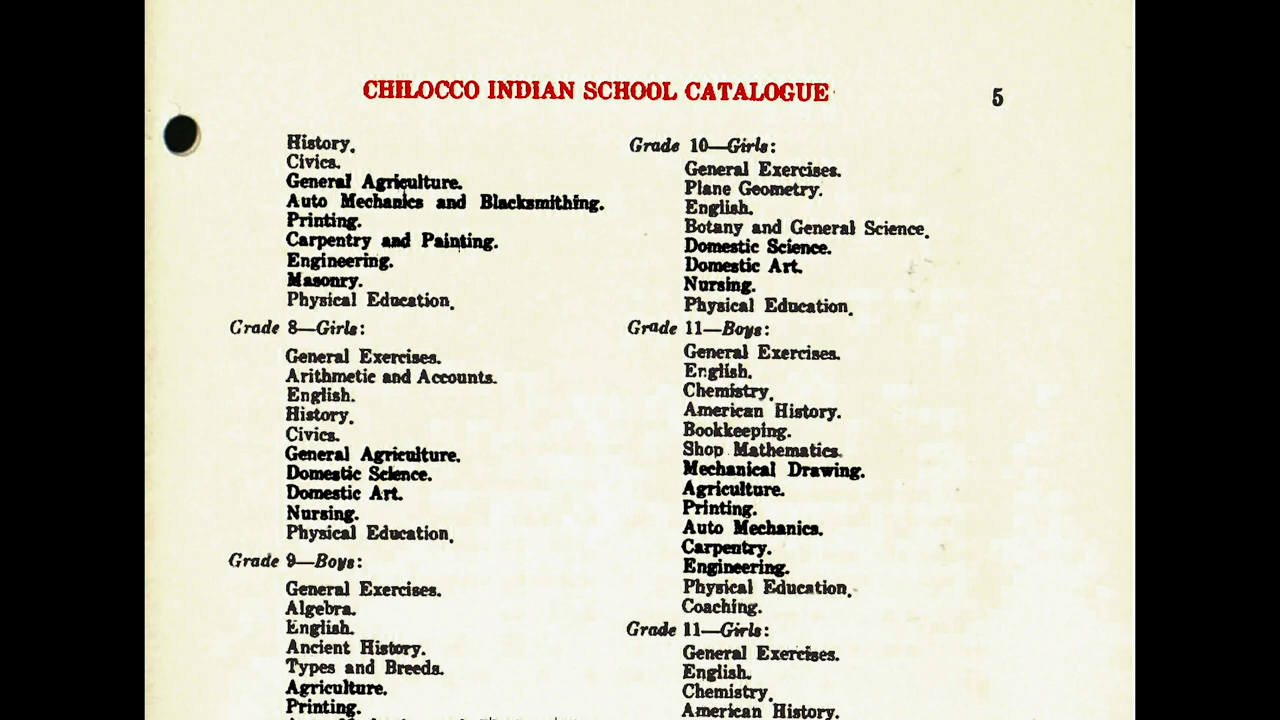 CHILOCCO INDIAN SCHOOL CATALOGUE 5
History.
Civics.
General Agriculture.
Auto Mechanics and Blacksmithing.
Printing.
Carpentry and Painting.
Engineering.
Masonry.
Physical Education.
Grade 8—Girls:
General Exercises.
Arithmetic and Accounts.
English.
History.
Civics.
General Agriculture.
Domestic Science.
Domestic Art.
Nursing.
Physical Education.
Grade 9—Boys:
General Exercises.
Algebra.
English.
Ancient History.
Types and Breeds.
Agriculture.
Printing.
Grade 10—Girls:
General Exercises.
Plane Geometry.
English.
Botany and General Science.
Domestic Science.
Domestic Art.
Nursing.
Physical Education.
Grade 11—Boys:
General Exercises.
English.
Chemistry.
American History.
Bookkeeping.
Shop Mathematics.
Mechanical Drawing.
Agriculture.
Printing.
Auto Mechanics.
Carpentry.
Engineering.
Physical Education.
Coaching.
Grade 11—Girls:
General Exercises.
English.
Chemistry.
American History.